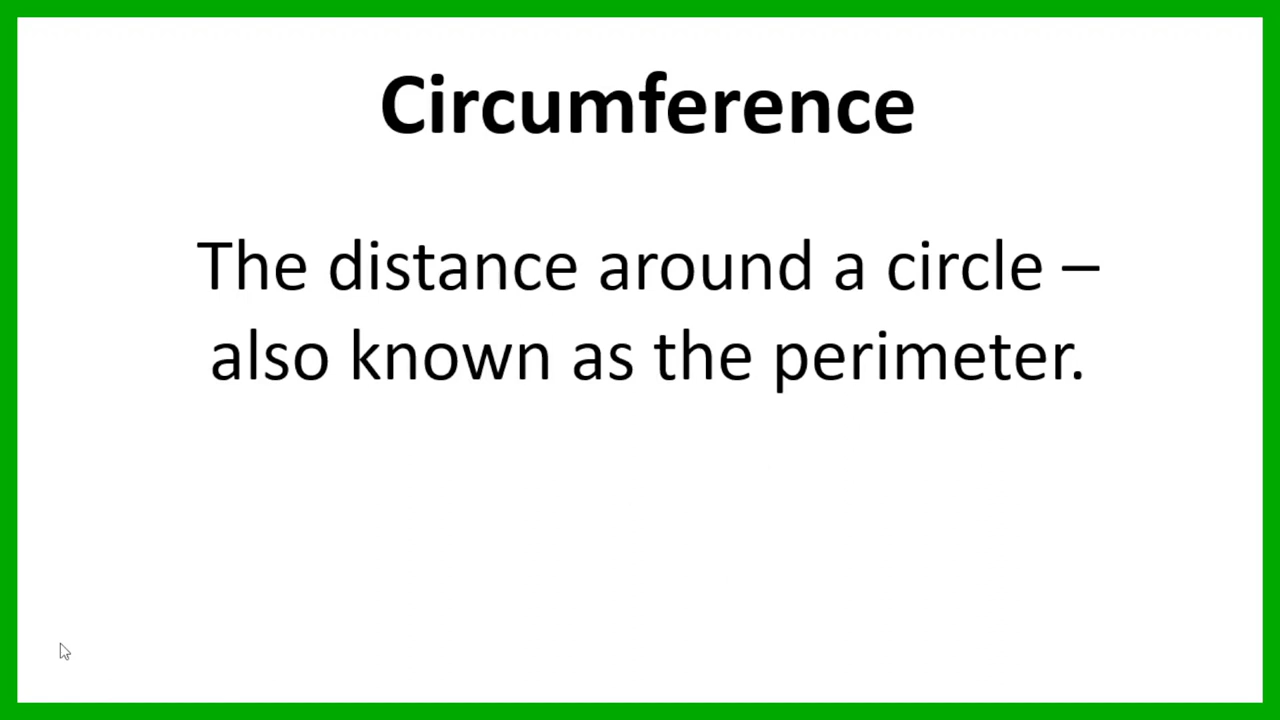 Circumference
The distance around a circle –
also known as the perimeter.